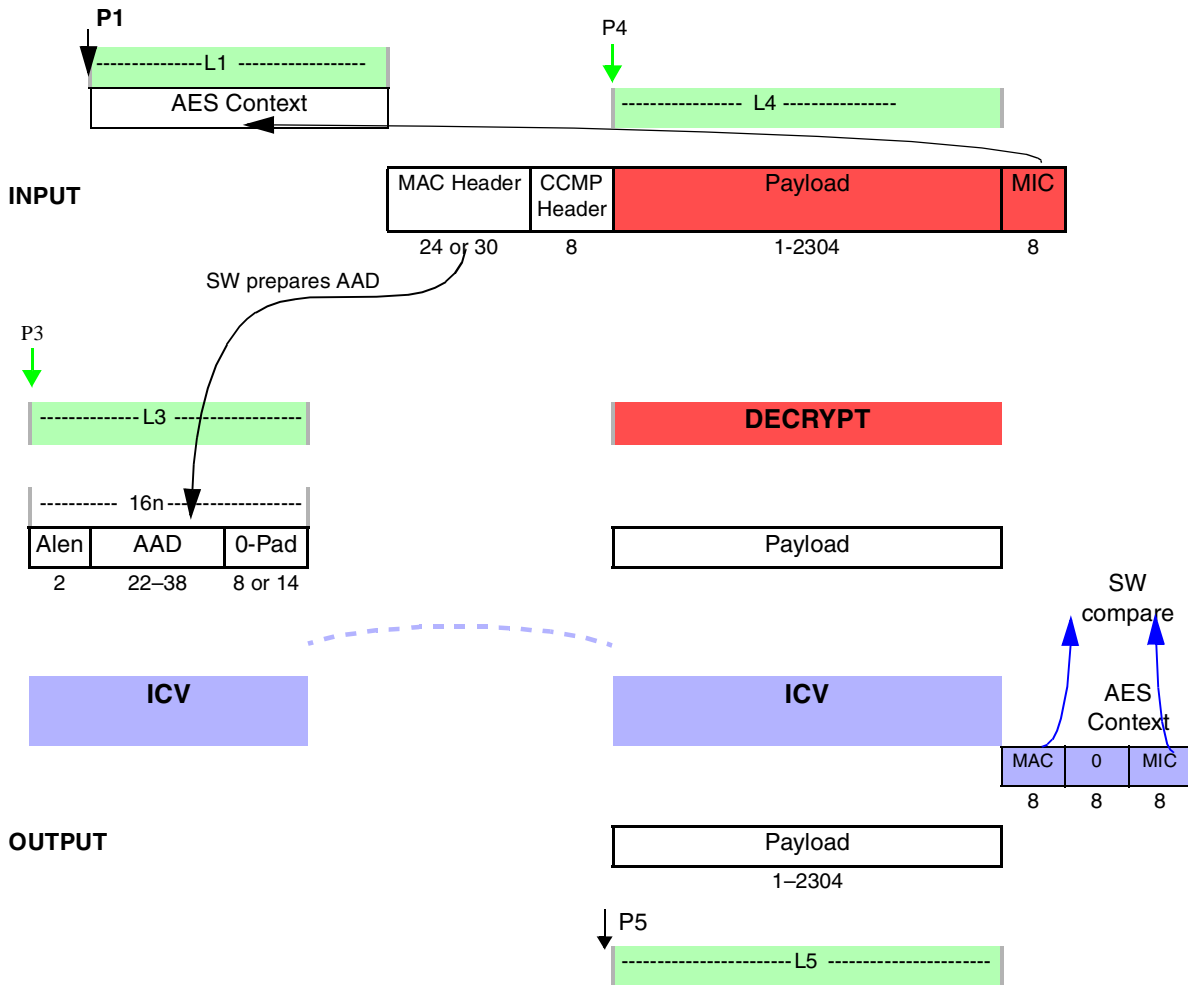 P1
P4
---------------L1 ------------------
AES Context
----------------- L4 ----------------
INPUT
MAC Header
CCMP
Header
Payload
MIC
24 or 30
8
1-2304
8
SW prepares AAD
P3
-------------- L3 ------------------
DECRYPT
----------- 16n -------------------
Alen
AAD
0-Pad
Payload
2
22–38
8 or 14
SW
compare
ICV
ICV
AES
Context
MAC
0
MIC
8
8
8
OUTPUT
Payload
1–2304
P5
------------------------L5 -----------------------